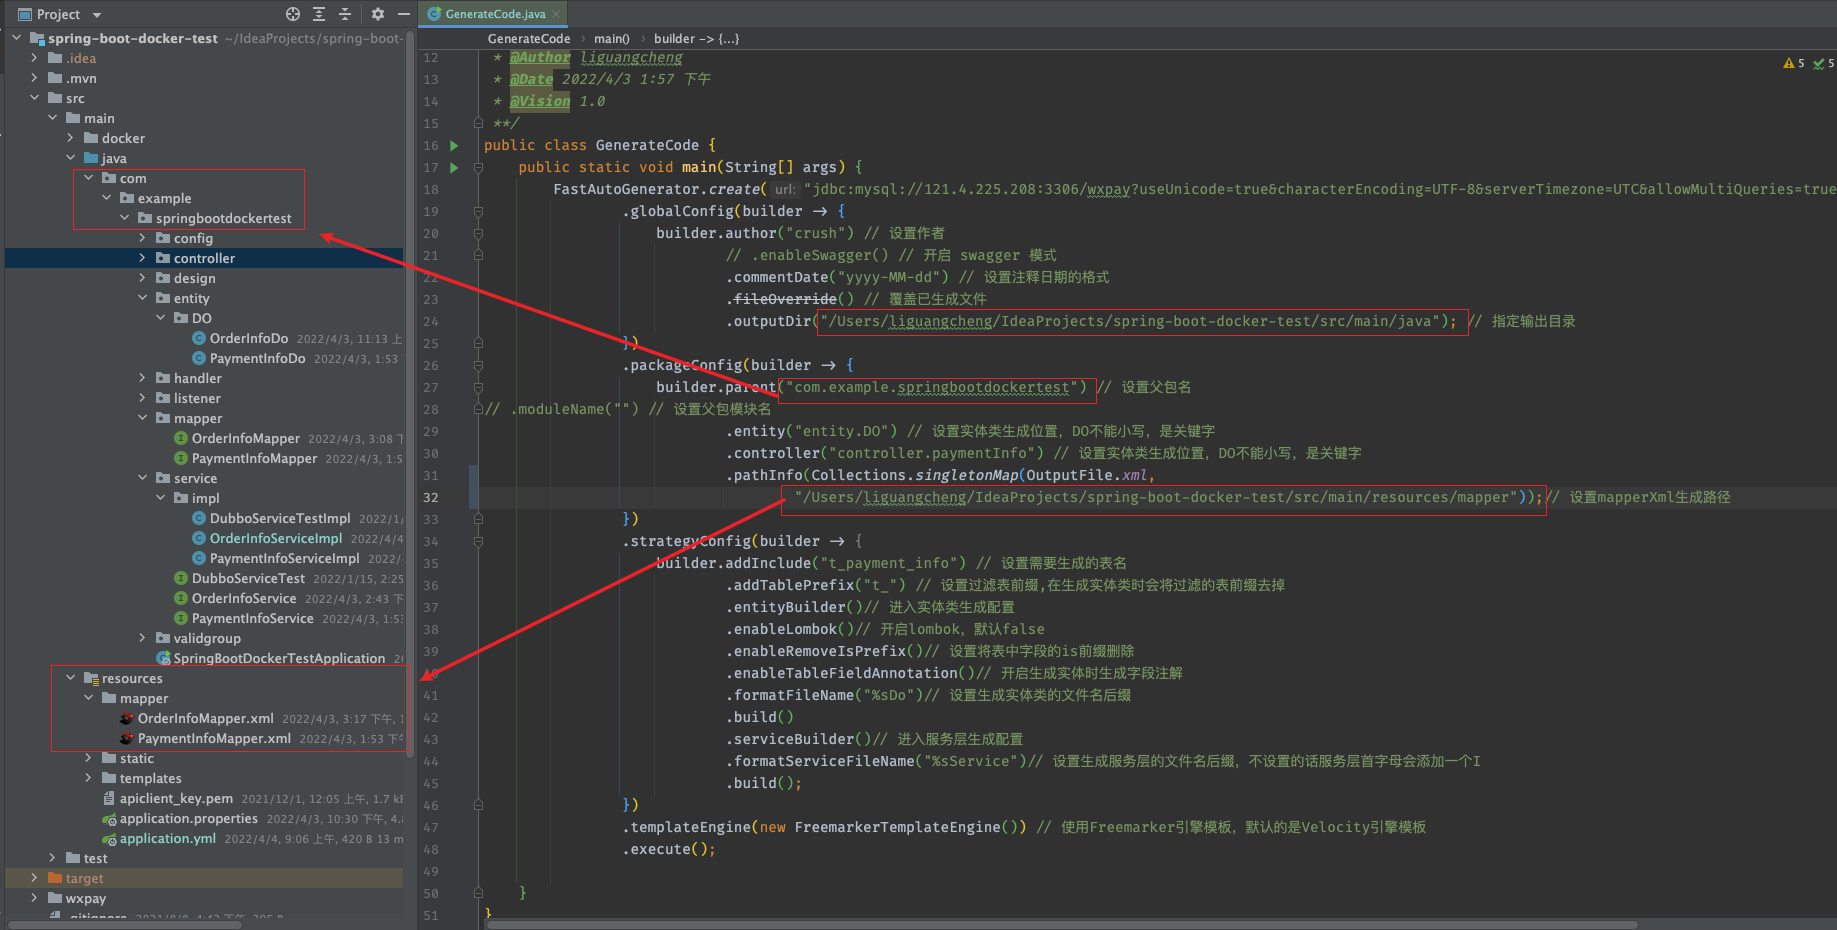 Project
GenerateCode.java
spring-boot-docker-test ~/IdeaProjects/spring-boot-
.idea
.mvn
src
main
docker
java
com
example
springbootdockertest
config
controller
design
entity
DO
OrderInfoDo 2022/4/3, 11:13 上
PaymentInfoDo 2022/4/3, 1:53
handler
listener
mapper
OrderInfoMapper 2022/4/3, 3:08 下
PaymentInfoMapper 2022/4/3, 1:5
service
impl
DubboServiceTestImpl 2022/1/
OrderInfoServiceImpl 2022/4/4
PaymentInfoServiceImpl 2022/4/
DubboServiceTest 2022/1/15, 2:25
OrderInfoService 2022/4/3, 2:43 下
PaymentInfoService 2022/4/3, 1:53
validgroup
SpringBootDockerTestApplication 20
resources
mapper
OrderInfoMapper.xml 2022/4/3, 3:17 下午, 1
PaymentInfoMapper.xml 2022/4/3, 1:53 下午
static
templates
apiclient_key.pem 2021/12/1, 12:05 上午, 1.7 kB
application.properties 2022/4/3, 10:30 下午, 4.
application.yml 2022/4/4, 9:06 上午, 420 B 13 m
test
target
wxpay
.gitignore 2021/8/8, 4:43 下午, 395 B
GenerateCode › main() › builder -> {...}
5 5
12 * @Author liguangcheng
13 * @Date 2022/4/3 1:57 下午
14 * @Vision 1.0
15 **/
16 public class GenerateCode {
17 public static void main(String[] args) {
18 FastAutoGenerator.create( url: "jdbc:mysql://121.4.225.208:3306/wxpay?useUnicode=true&characterEncoding=UTF-8&serverTimezone=UTC&allowMultiQueries=true
19 .globalConfig(builder -> {
20 builder.author("crush") // 设置作者
21 // .enableSwagger() // 开启 swagger 模式
22 .commentDate("yyyy-MM-dd") // 设置注释日期的格式
23 .fileOverride() // 覆盖已生成文件
24 .outputDir("/Users/liguangcheng/IdeaProjects/spring-boot-docker-test/src/main/java"); // 指定输出目录
25 })
26 .packageConfig(builder -> {
27 builder.parent("com.example.springbootdockertest") // 设置父包名
28 // .moduleName("") // 设置父包模块名
29 .entity("entity.DO") // 设置实体类生成位置，DO不能小写，是关键字
30 .controller("controller.paymentInfo") // 设置实体类生成位置，DO不能小写，是关键字
31 .pathInfo(Collections.singletonMap(OutputFile.xml,
32 "/Users/liguangcheng/IdeaProjects/spring-boot-docker-test/src/main/resources/mapper"));// 设置mapperXml生成路径
33 })
34 .strategyConfig(builder -> {
35 builder.addInclude("t_payment_info") // 设置需要生成的表名
36 .addTablePrefix("t_") // 设置过滤表前缀,在生成实体类时会将过滤的表前缀去掉
37 .entityBuilder()// 进入实体类生成配置
38 .enableLombok()// 开启lombok，默认false
39 .enableRemoveIsPrefix()// 设置将表中字段的is前缀删除
40 .enableTableFieldAnnotation()// 开启生成实体时生成字段注解
41 .formatFileName("%sDo")// 设置生成实体类的文件名后缀
42 .build()
43 .serviceBuilder()// 进入服务层生成配置
44 .formatServiceFileName("%sService")// 设置生成服务层的文件名后缀，不设置的话服务层首字母会添加一个I
45 .build();
46 })
47 .templateEngine(new FreemarkerTemplateEngine()) // 使用Freemarker引擎模板，默认的是Velocity引擎模板
48 .execute();
49
50 }
51 }